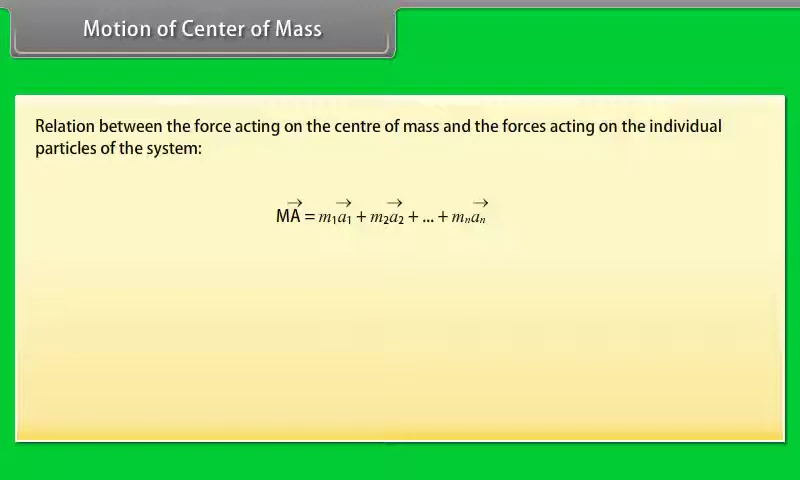 Motion of Center of Mass
Relation between the force acting on the centre of mass and the forces acting on the individual
particles of the system:
MA⃗ = m₁a⃗₁ + m₂a⃗₂ + ... + mₙa⃗ₙ